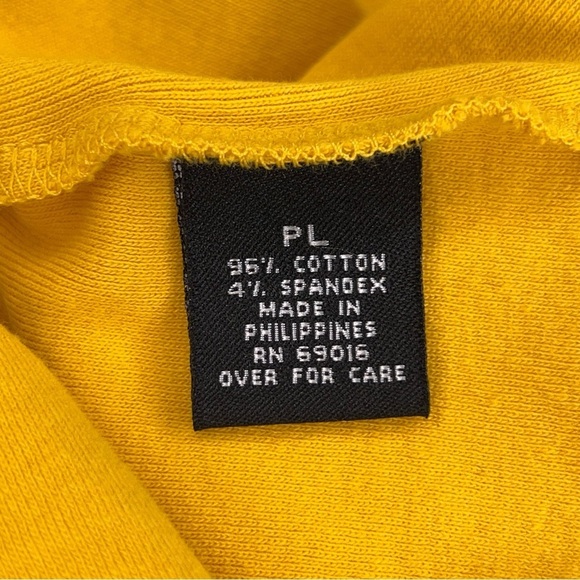 PL
96% COTTON
4% SPANDEX
MADE IN
PHILIPPINES
RN 69016
OVER FOR CARE